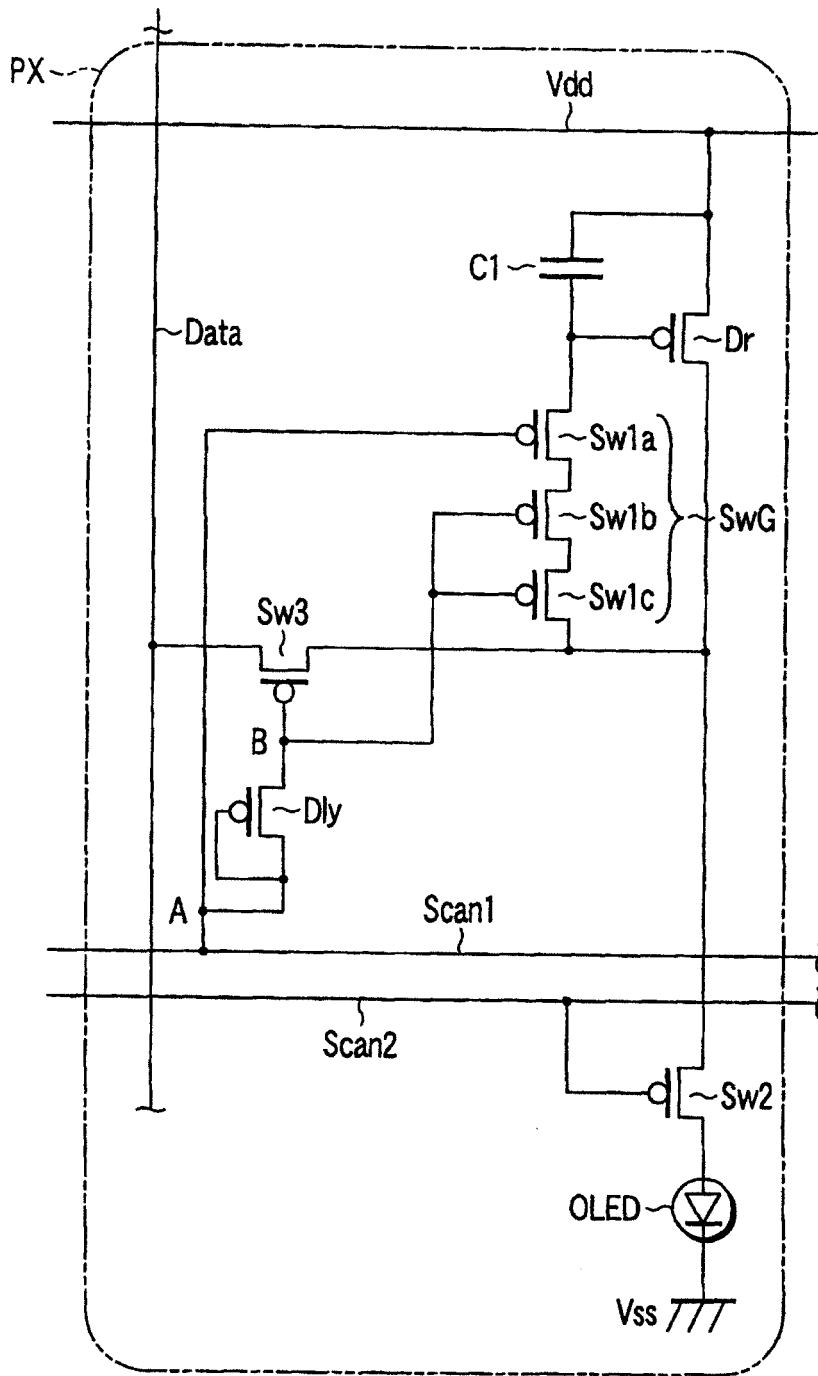 PX
Vdd
C1
Data
Dr
Sw1a
Sw1b
SwG
Sw1c
Sw3
B
Dly
A
Scan1
Scan2
Sw2
OLED
Vss